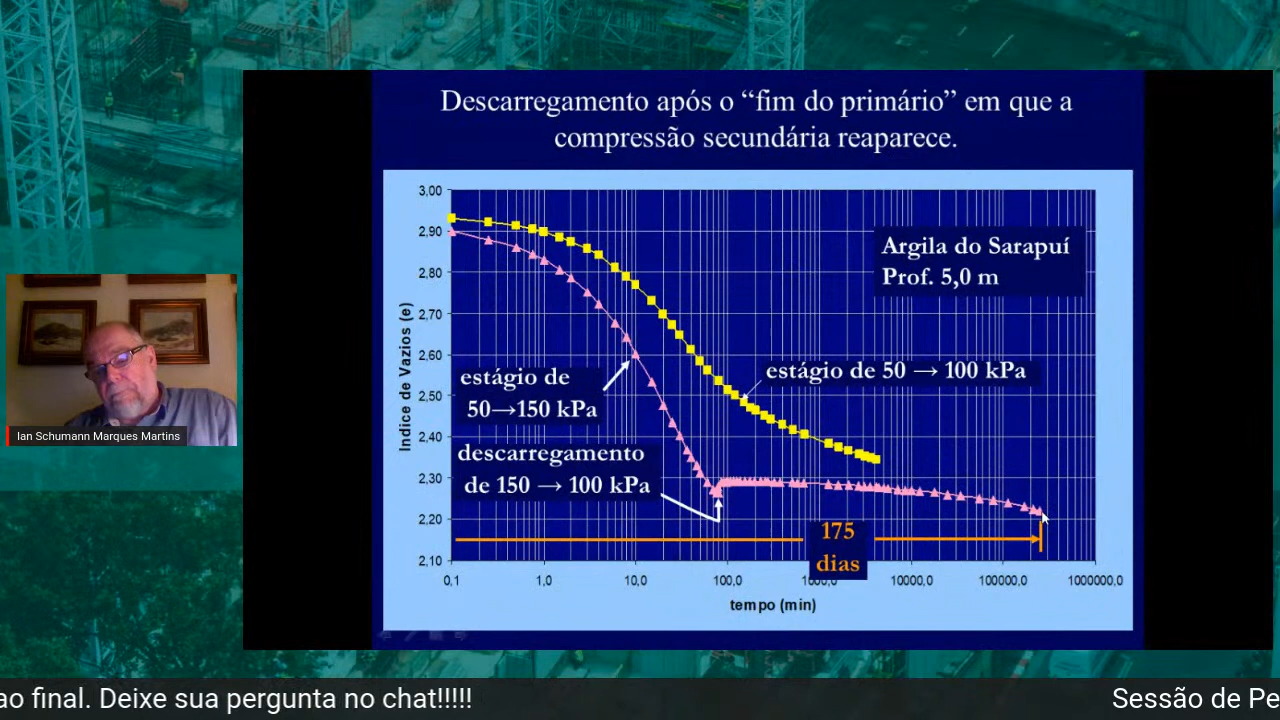 Descarregamento após o “fim do primário” em que a
compressão secundária reaparece.
Indice de Vazios (e)
3,00
2,90
2,80
2,70
2,60
2,50
2,40
2,30
2,20
2,10
Argila do Sarapuí
Prof. 5,0 m
estágio de 50 → 100 kPa
estágio de
50→150 kPa
descarregamento
de 150 → 100 kPa
175
dias
0,1 1,0 10,0 100,0 1000,0 10000,0 100000,0 1000000,0
tempo (min)
Ian Schumann Marques Martins
ao final. Deixe sua pergunta no chat!!!!! Sessão de Pe